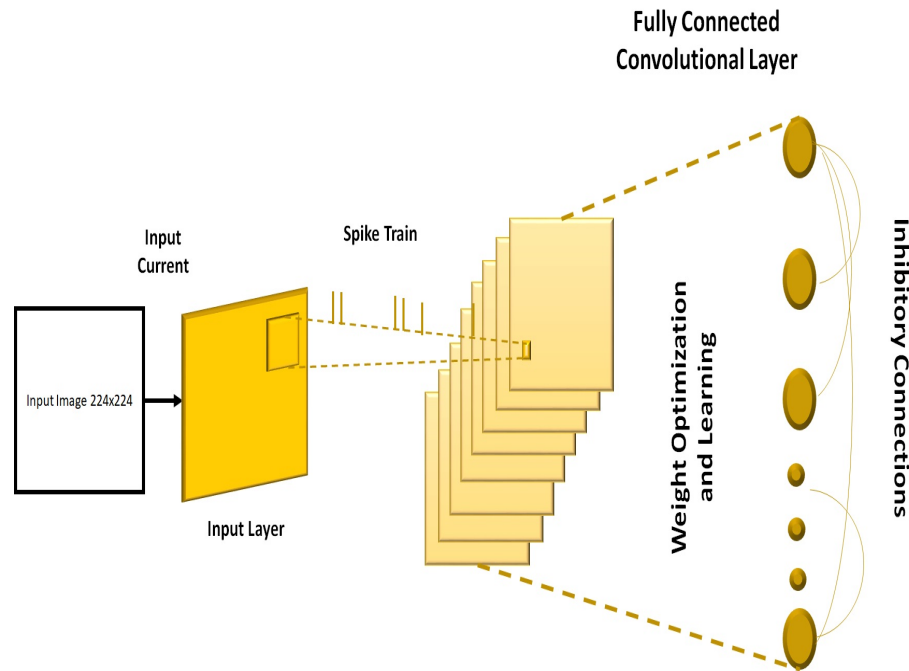 Fully Connected
Convolutional Layer
Input
Current
Spike Train
Input Image 224x224
Input Layer
Weight Optimization
and Learning
Inhibitory Connections